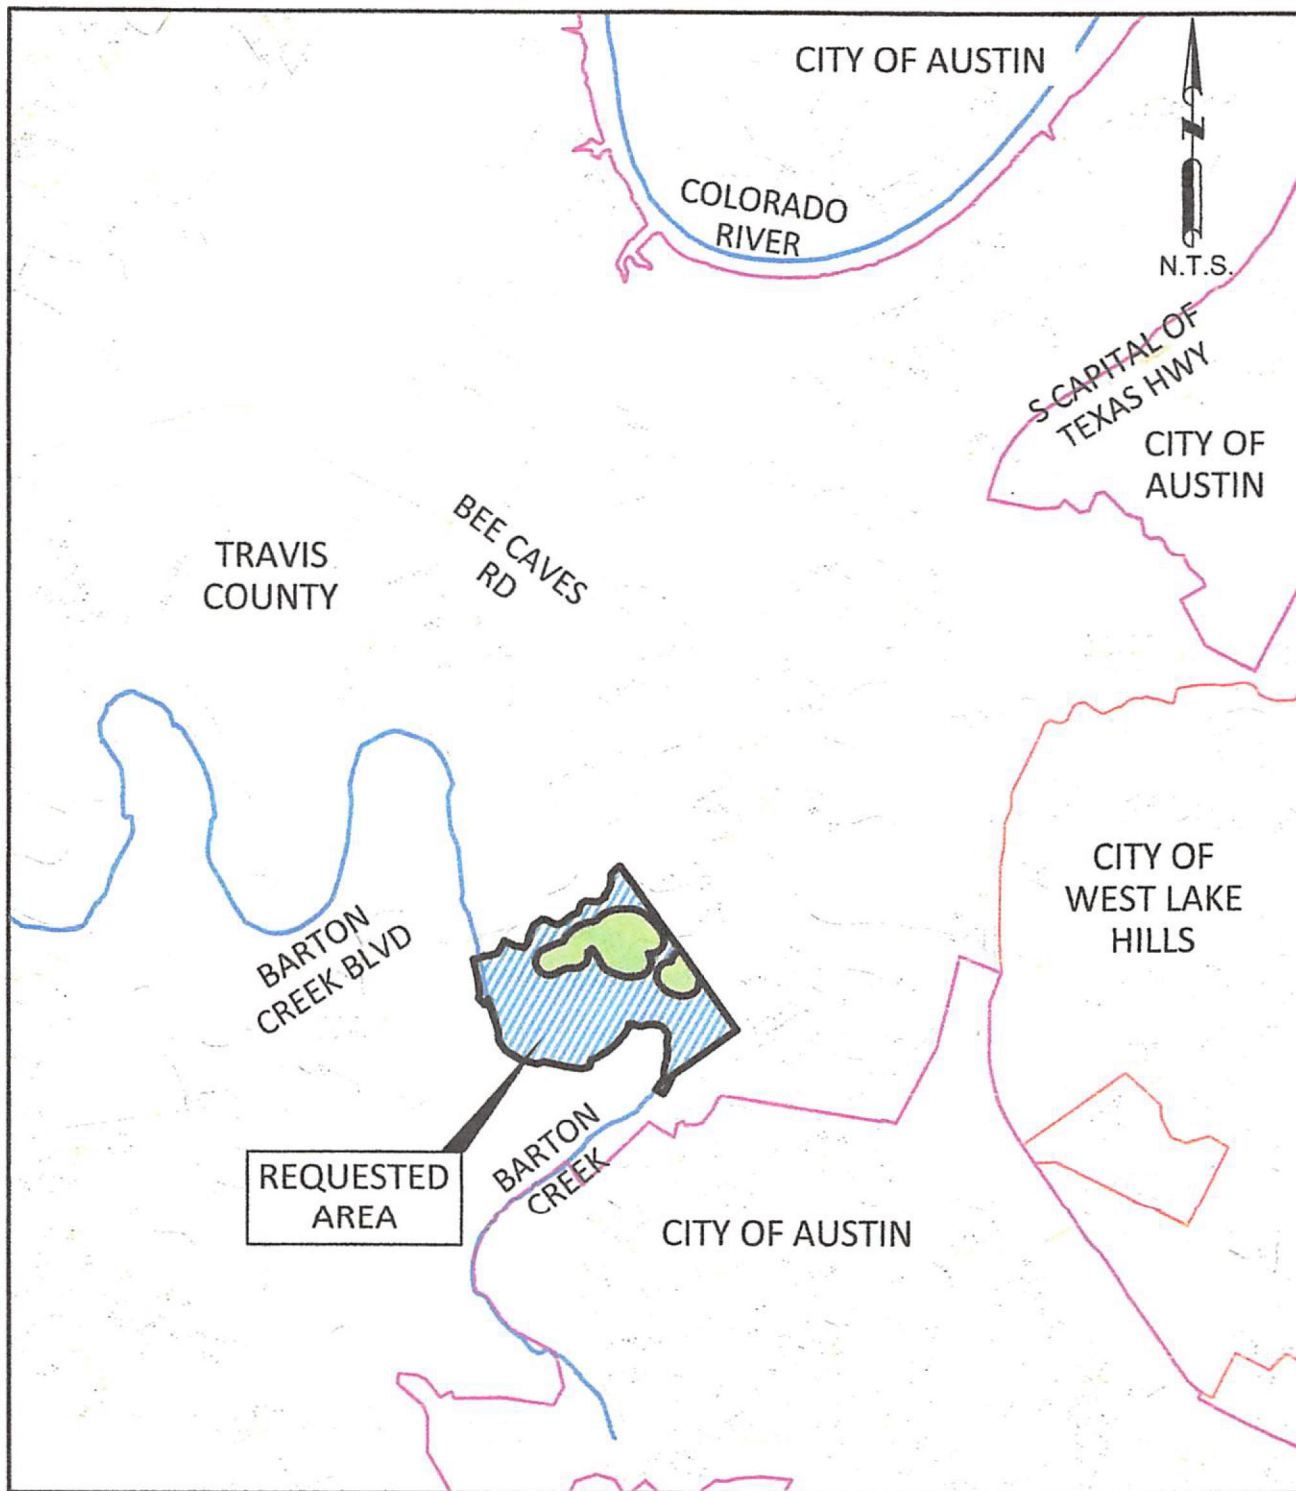 CITY OF AUSTIN
COLORADO
RIVER
N
N.T.S.
S CAPITAL OF
TEXAS HWY
CITY OF
AUSTIN
BEE CAVES
RD
TRAVIS
COUNTY
CITY OF
WEST LAKE
HILLS
BARTON
CREEK BLVD
BARTON
CREEK
REQUESTED
AREA
CITY OF AUSTIN